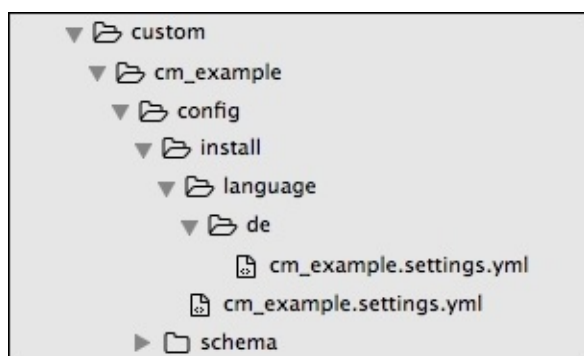 custom
cm_example
config
install
language
de
cm_example.settings.yml
cm_example.settings.yml
schema